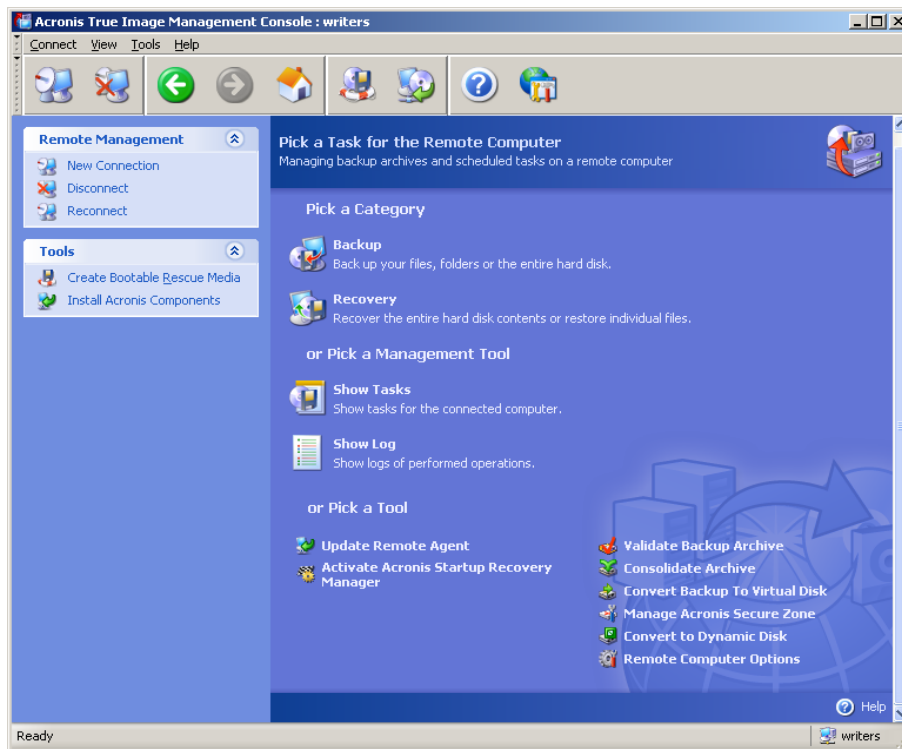 Acronis True Image Management Console : writers
Connect View Tools Help
Remote Management
New Connection
Disconnect
Reconnect
Tools
Create Bootable Rescue Media
Install Acronis Components
Pick a Task for the Remote Computer
Managing backup archives and scheduled tasks on a remote computer
Pick a Category
Backup
Back up your files, folders or the entire hard disk.
Recovery
Recover the entire hard disk contents or restore individual files.
or Pick a Management Tool
Show Tasks
Show tasks for the connected computer.
Show Log
Show logs of performed operations.
or Pick a Tool
Update Remote Agent
Activate Acronis Startup Recovery
Manager
Validate Backup Archive
Consolidate Archive
Convert Backup To Virtual Disk
Manage Acronis Secure Zone
Convert to Dynamic Disk
Remote Computer Options
Help
Ready
writers